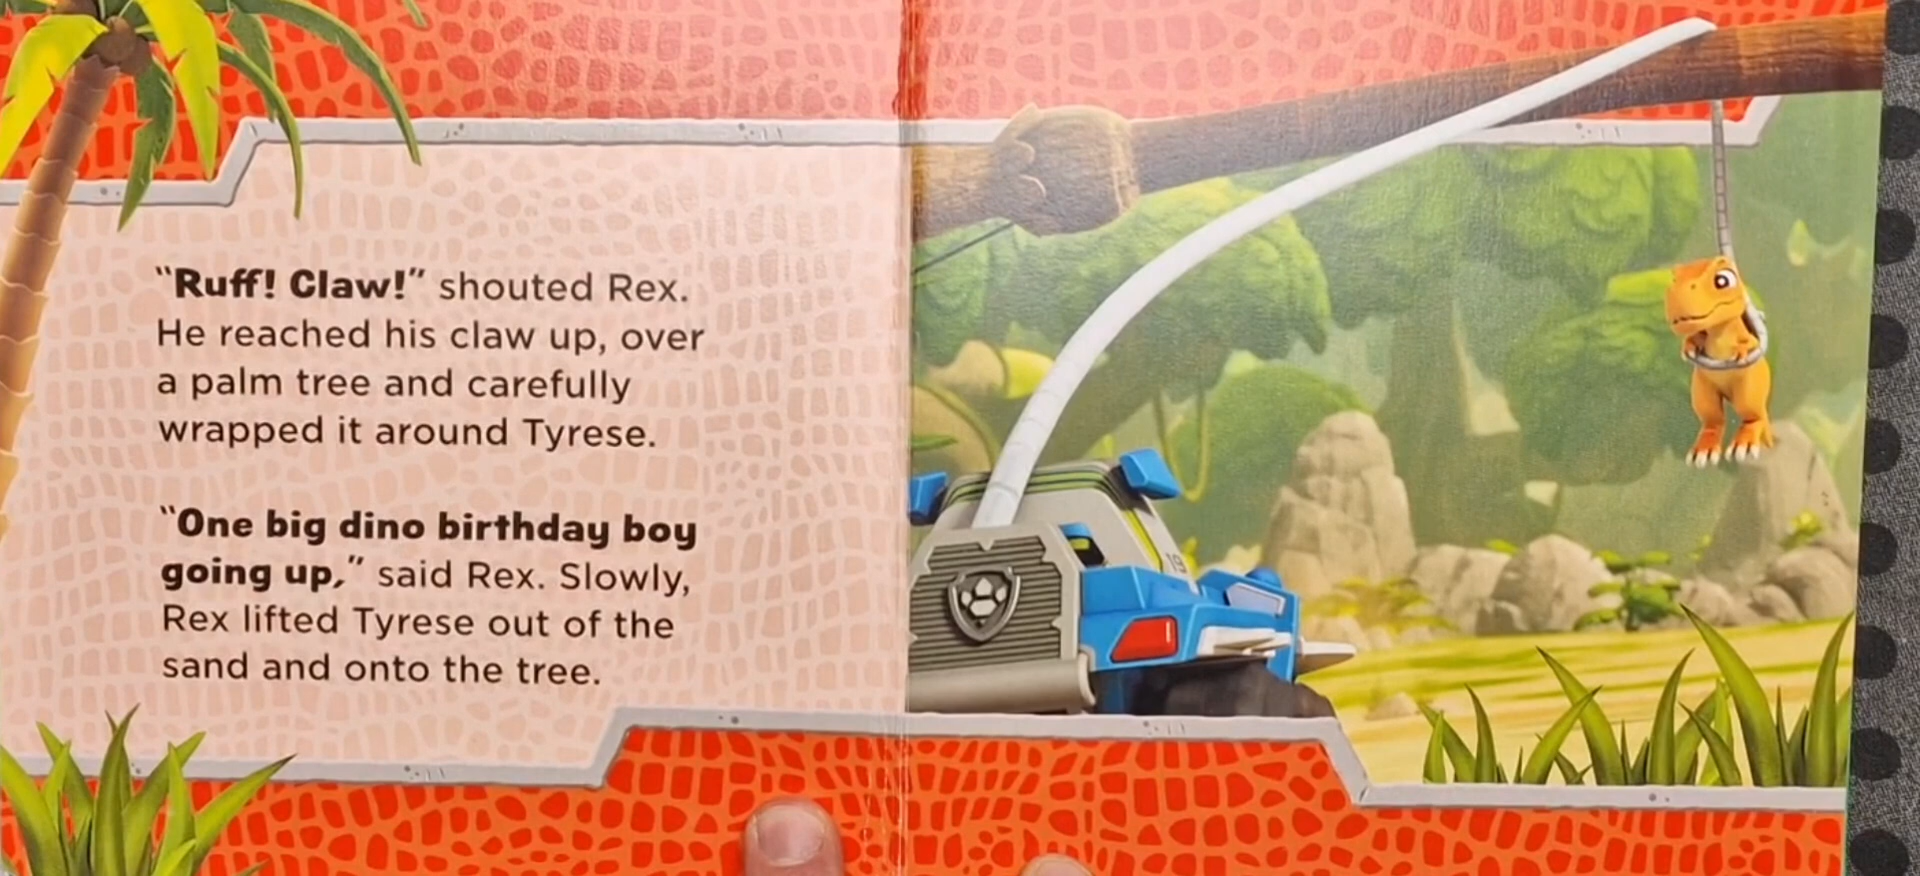 “Ruff! Claw!” shouted Rex.
He reached his claw up, over
a palm tree and carefully
wrapped it around Tyrese.
“One big dino birthday boy
going up,” said Rex. Slowly,
Rex lifted Tyrese out of the
sand and onto the tree.
19